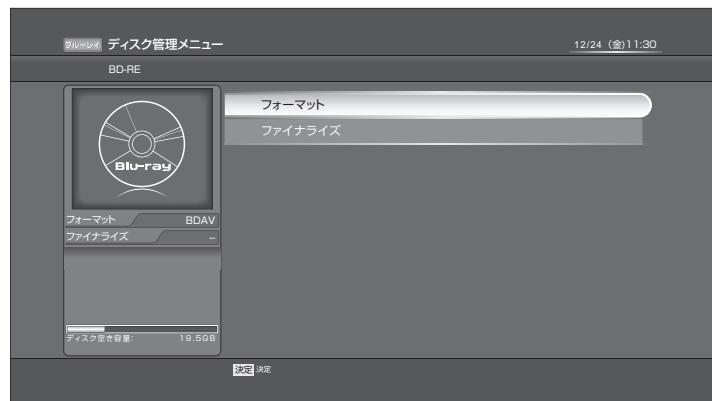 ブルーレイ ディスク管理メニュー 12/24（金)11:30
BD-RE
フォーマット
ファイナライズ
Blu-ray
フォーマット BDAV
ファイナライズ --
ディスク空き容量: 19.5GB
決定 決定